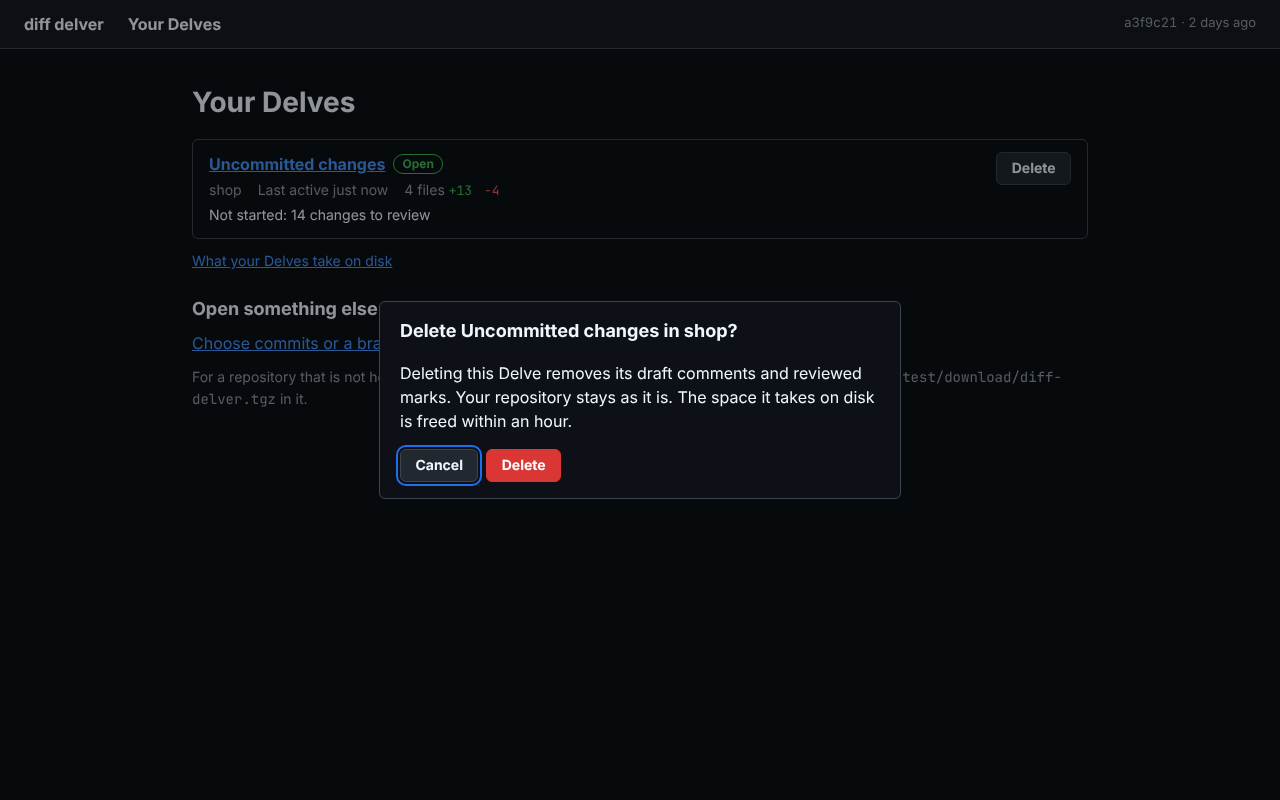 diff delver
Your Delves
a3f9c21 · 2 days ago
Your Delves
Uncommitted changes
Open
Delete
shop
Last active just now
4 files +13 -4
Not started: 14 changes to review
What your Delves take on disk
Open something else
Choose commits or a
For a repository that is not
test/download/diff-
delver.tgz in it.
Delete Uncommitted changes in shop?
Deleting this Delve removes its draft comments and reviewed
marks. Your repository stays as it is. The space it takes on disk
is freed within an hour.
Cancel
Delete